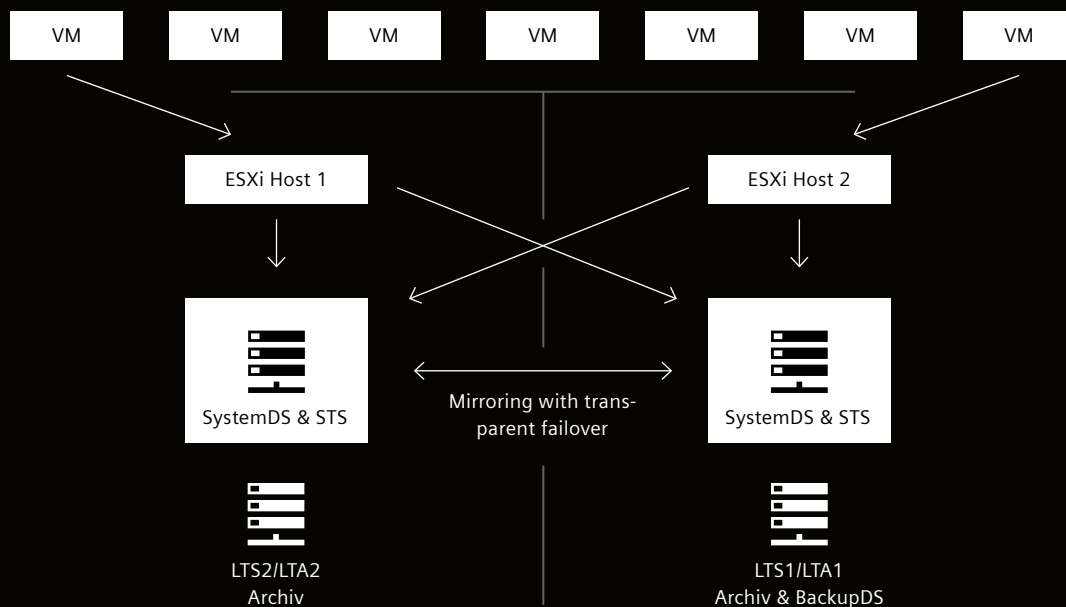 VM
VM
VM
VM
VM
VM
VM
ESXi Host 1
ESXi Host 2
SystemDS & STS
Mirroring with trans-
parent failover
SystemDS & STS
LTS2/LTA2
Archiv
LTS1/LTA1
Archiv & BackupDS